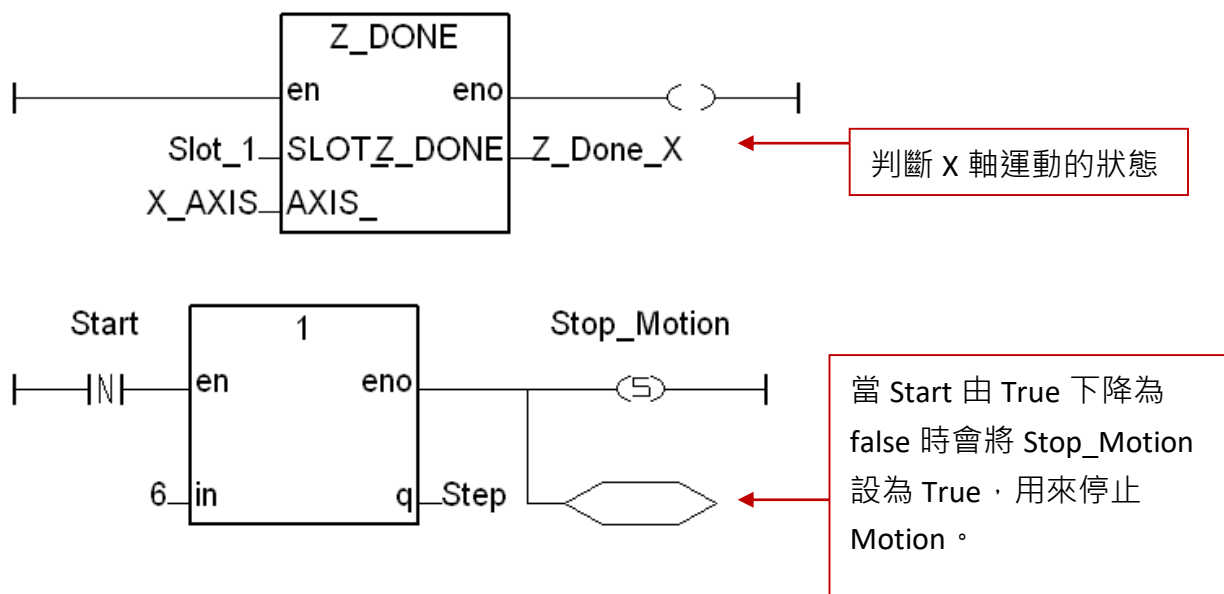 Z_DONE
en eno
Slot_1 SLOT_Z_DONE Z_Done_X
X_AXIS AXIS_
判斷 X 軸運動的狀態
Start 1 Stop_Motion
N en eno S
6 in q Step
當 Start 由 True 下降為
false 時會將 Stop_Motion
設為 True，用來停止
Motion。